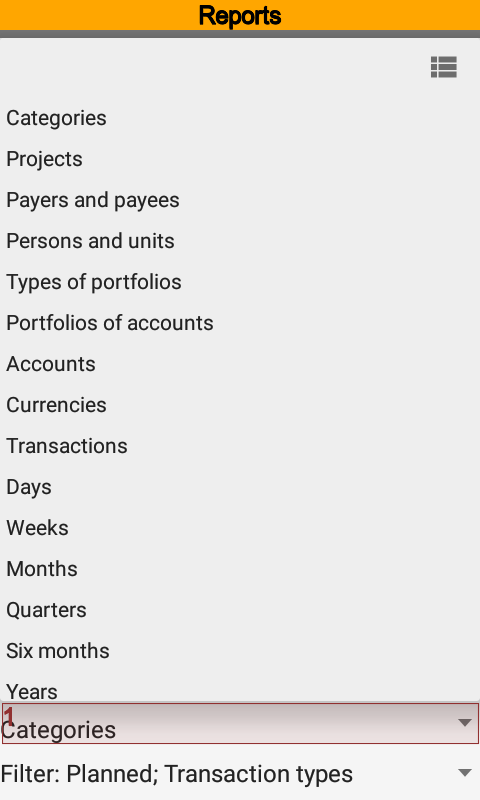 Reports
Categories
Projects
Payers and payees
Persons and units
Types of portfolios
Portfolios of accounts
Accounts
Currencies
Transactions
Days
Weeks
Months
Quarters
Six months
Years
1
Categories
Filter: Planned; Transaction types